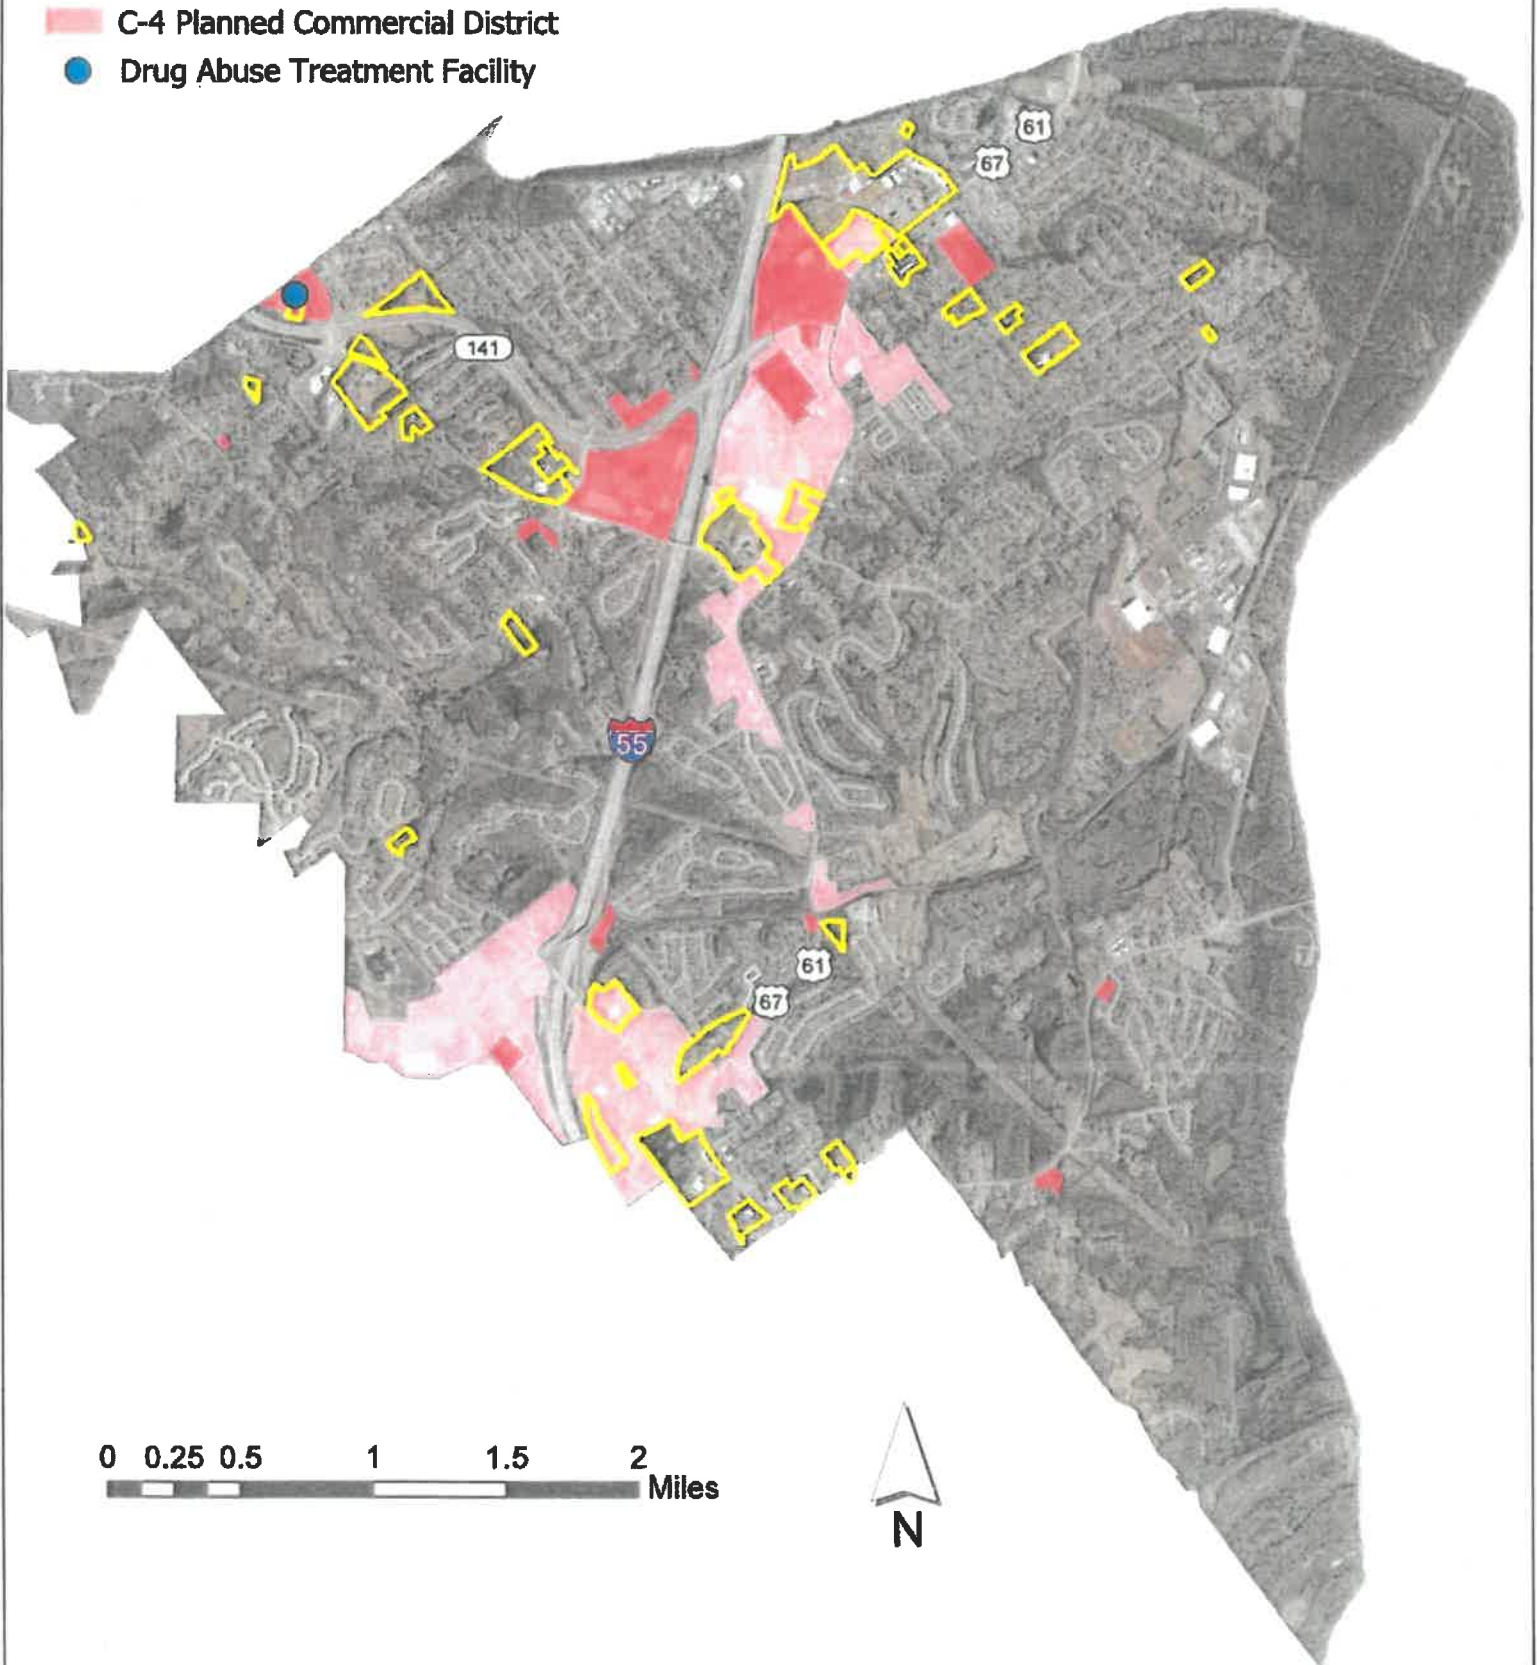 C-4 Planned Commercial District
Drug Abuse Treatment Facility
61
67
141
55
61
67
0 0.25 0.5 1 1.5 2
Miles
N